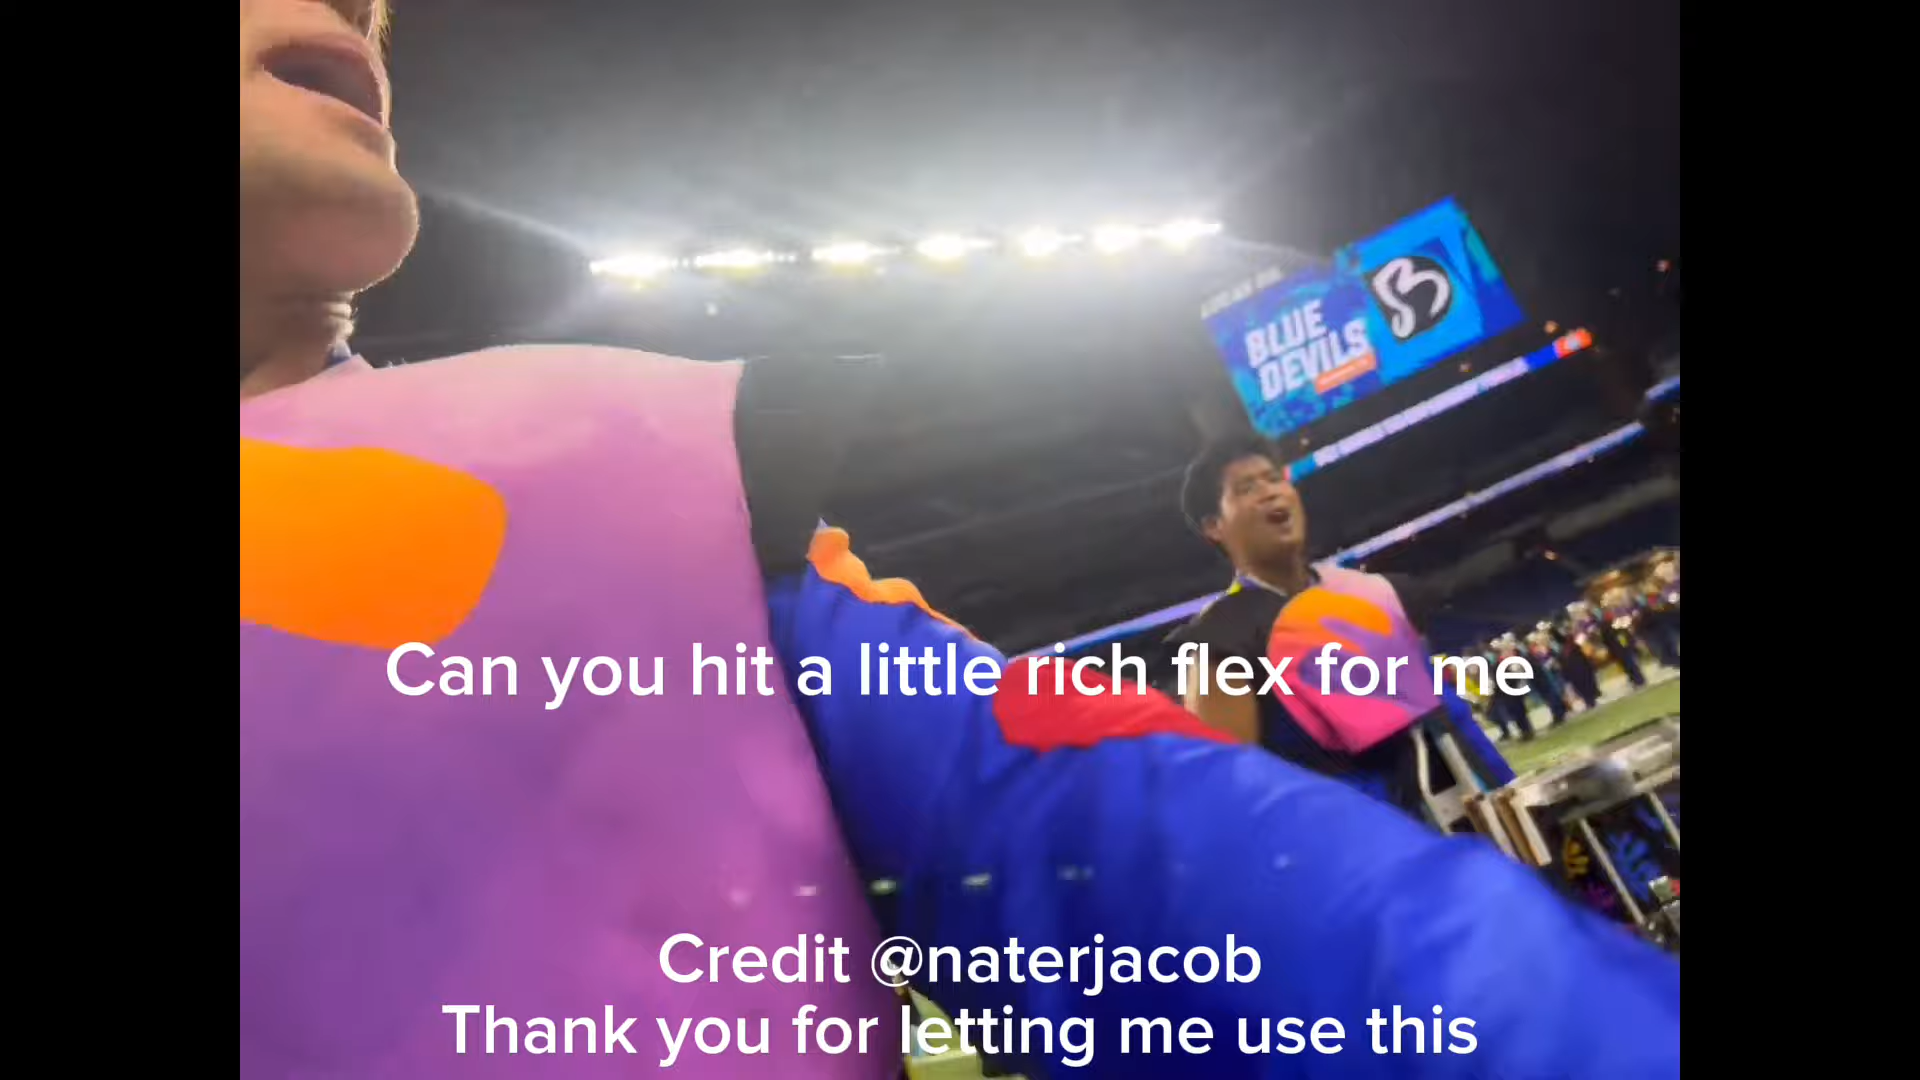 BLUE
DEVILS
B
Can you hit a little rich flex for me
Credit @naterjacob
Thank you for letting me use this